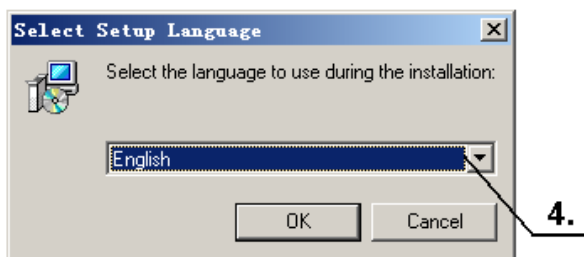 Select Setup Language
Select the language to use during the installation:
English
OK Cancel
4.